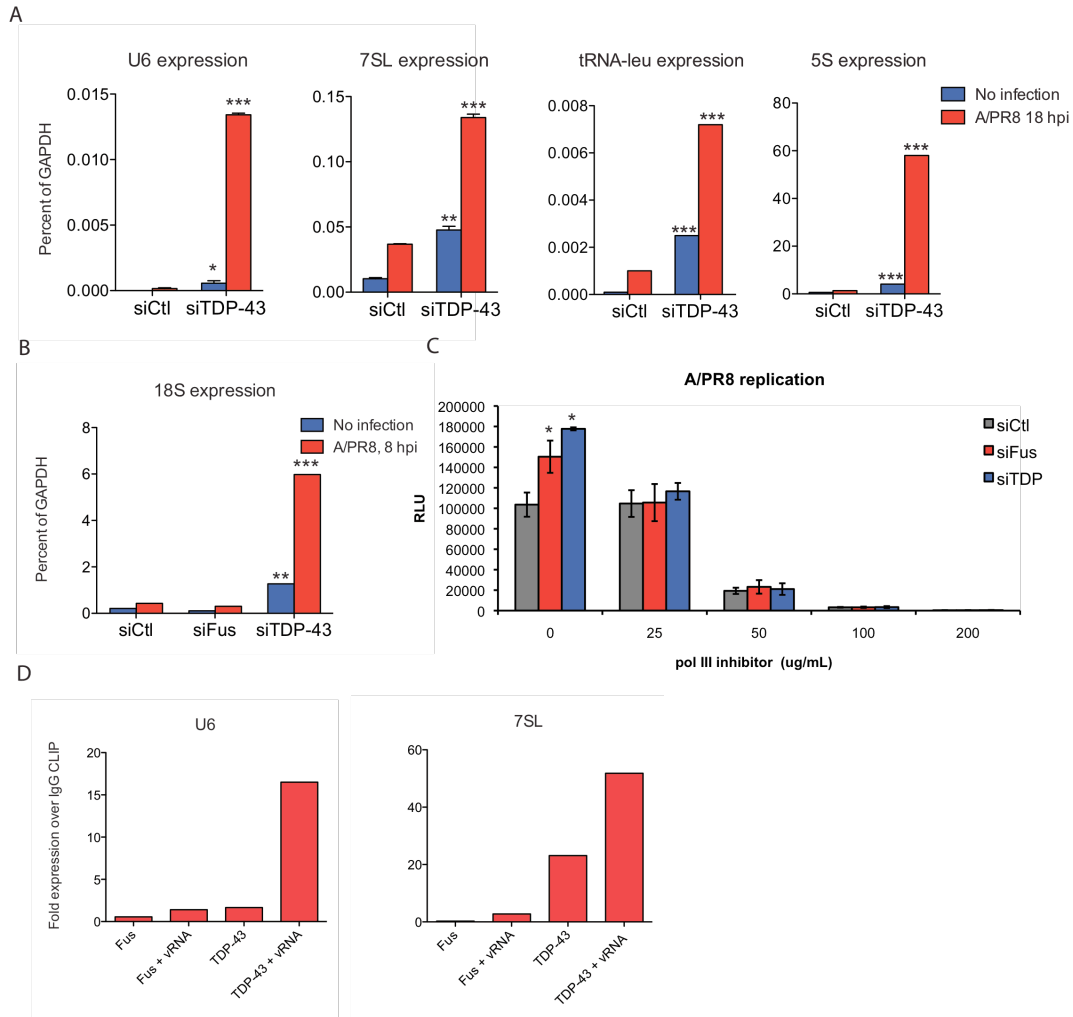 A
U6 expression
7SL expression
tRNA-leu expression
5S expression
No infection
A/PR8 18 hpi
Percent of GAPDH
0.015
0.010
0.005
0.000
*
***
siCtl
siTDP-43
0.15
0.10
0.05
0.00
**
***
siCtl
siTDP-43
0.008
0.006
0.004
0.002
0.000
***
***
siCtl
siTDP-43
80
60
40
20
0
***
***
siCtl
siTDP-43
B
18S expression
No infection
A/PR8, 8 hpi
Percent of GAPDH
8
6
4
2
0
**
***
siCtl
siFus
siTDP-43
C
A/PR8 replication
siCtl
siFus
siTDP
RLU
200000
180000
160000
140000
120000
100000
80000
60000
40000
20000
0
*
*
0
25
50
100
200
pol III inhibitor (ug/mL)
D
U6
Fold expression over IgG CLIP
20
15
10
5
0
Fus
Fus + vRNA
TDP-43
TDP-43 + vRNA
7SL
60
40
20
0
Fus
Fus + vRNA
TDP-43
TDP-43 + vRNA